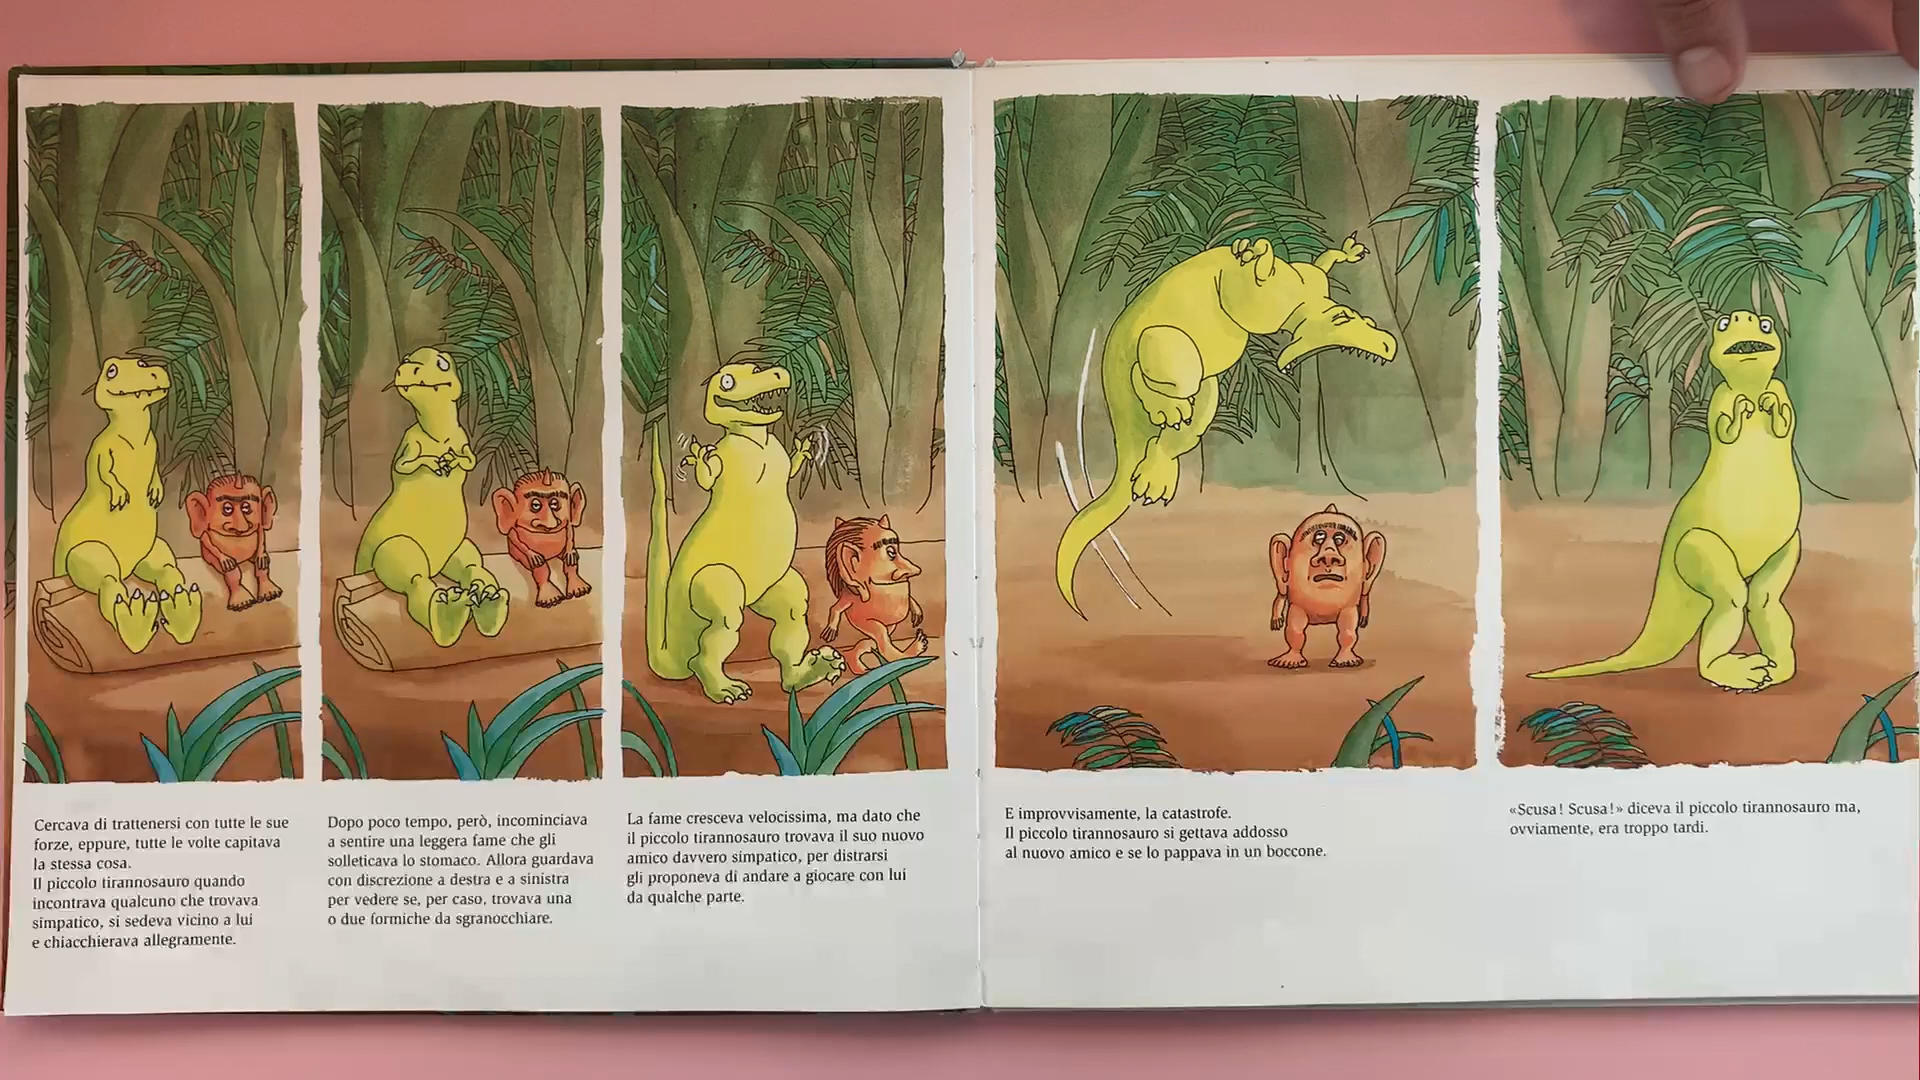 Cercava di trattenersi con tutte le sue
forze, eppure, tutte le volte capitava
la stessa cosa.
Il piccolo tirannosauro quando
incontrava qualcuno che trovava
simpatico, si sedeva vicino a lui
e chiacchierava allegramente.
Dopo poco tempo, però, incominciava
a sentire una leggera fame che gli
solleticava lo stomaco. Allora guardava
con discrezione a destra e a sinistra
per vedere se, per caso, trovava una
o due formiche da sgranocchiare.
La fame cresceva velocissima, ma dato che
il piccolo tirannosauro trovava il suo nuovo
amico davvero simpatico, per distrarsi
gli proponeva di andare a giocare con lui
da qualche parte.
E improvvisamente, la catastrofe.
Il piccolo tirannosauro si gettava addosso
al nuovo amico e se lo pappava in un boccone.
«Scusa! Scusa!» diceva il piccolo tirannosauro ma,
ovviamente, era troppo tardi.